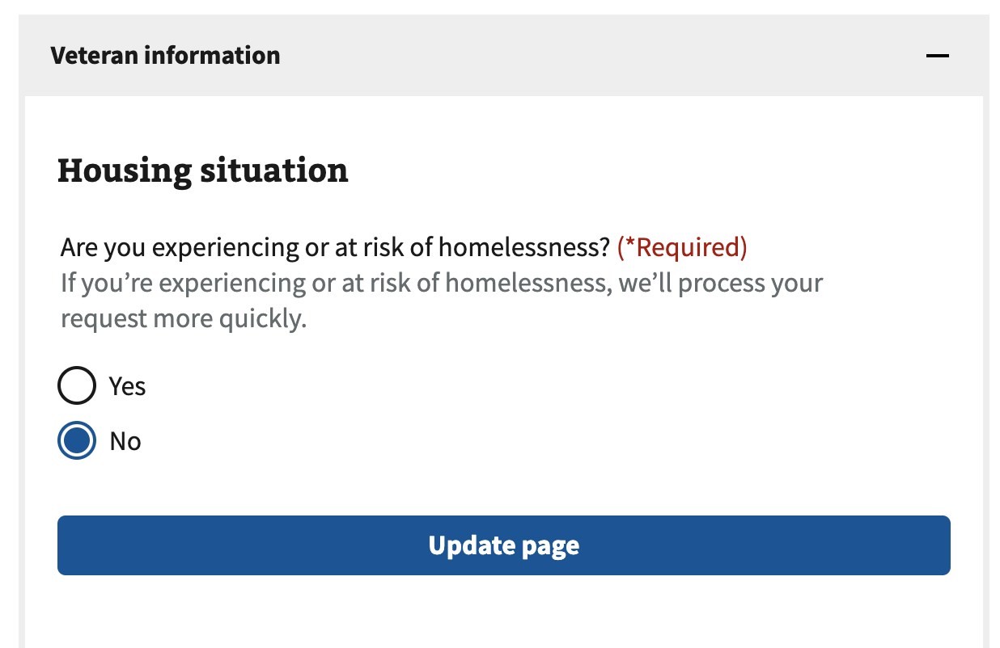 Veteran information
Housing situation
Are you experiencing or at risk of homelessness? (*Required)
If you’re experiencing or at risk of homelessness, we’ll process your
request more quickly.
Yes
No
Update page